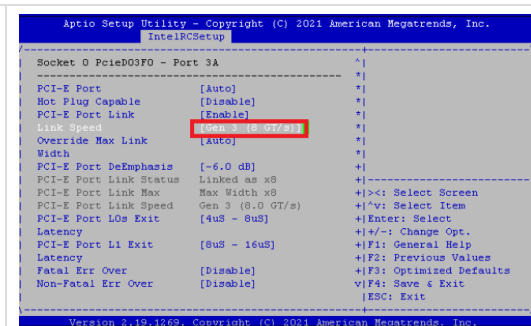 Aptio Setup Utility - Copyright (C) 2021 American Megatrends, Inc.
IntelRCSetup
Socket 0 PcieD03F0 - Port 3A
PCI-E Port [Auto]
Hot Plug Capable [Disable]
PCI-E Port Link [Enable]
Link Speed [Gen 3 (8 GT/s)]
Override Max Link [Auto]
Width
PCI-E Port DeEmphasis [-6.0 dB]
PCI-E Port Link Status Linked as x8
PCI-E Port Link Max Max Width x8
PCI-E Port Link Speed Gen 3 (8.0 GT/s)
PCI-E Port L0s Exit [4uS - 8uS]
Latency
PCI-E Port L1 Exit [8uS - 16uS]
Latency
Fatal Err Over [Disable]
Non-Fatal Err Over [Disable]
><: Select Screen
^v: Select Item
Enter: Select
+/-: Change Opt.
F1: General Help
F2: Previous Values
F3: Optimized Defaults
F4: Save & Exit
ESC: Exit
Version 2.19.1269. Copyright (C) 2021 American Megatrends, Inc.